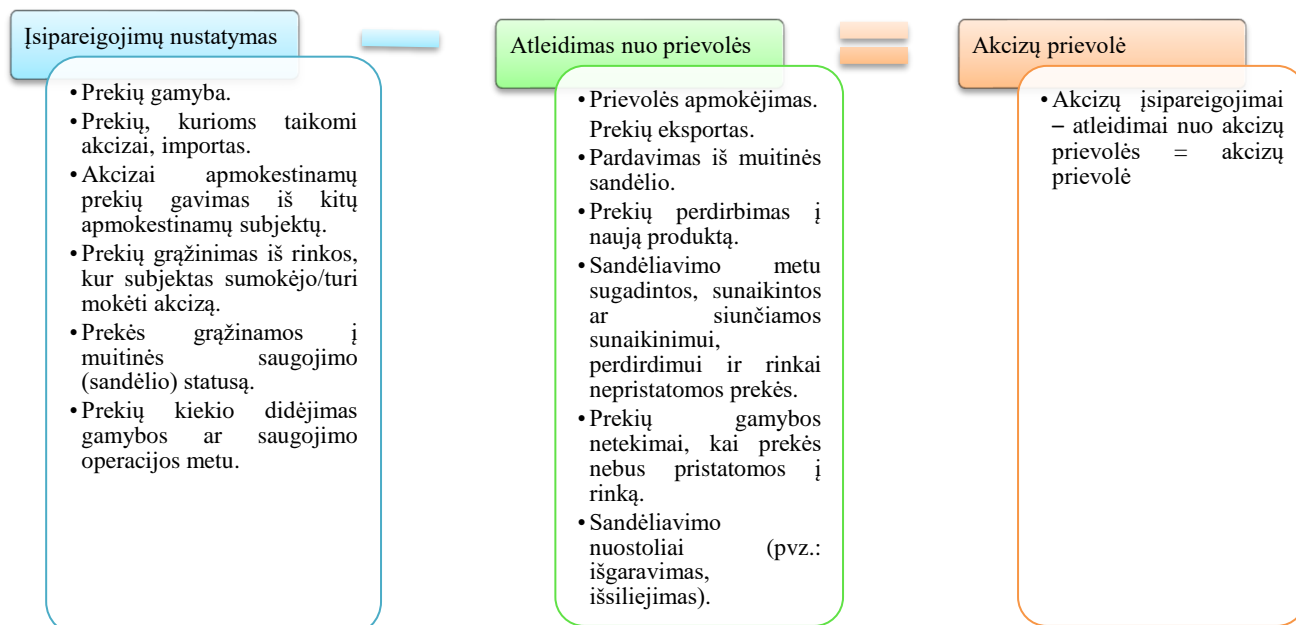 Įsipareigojimų nustatymas
• Prekių gamyba.
• Prekių, kurioms taikomi
akcizai, importas.
• Akcizai apmokestinamų
prekių gavimas iš kitų
apmokestinamų subjektų.
• Prekių grąžinimas iš rinkos,
kur subjektas sumokėjo/turi
mokėti akcizą.
• Prekės grąžinamos į
muitinės saugojimo
(sandėlio) statusą.
• Prekių kiekio didėjimas
gamybos ar saugojimo
operacijos metu.
Atleidimas nuo prievolės
• Prievolės apmokėjimas.
Prekių eksportas.
• Pardavimas iš muitinės
sandėlio.
• Prekių perdirbimas į
naują produktą.
• Sandėliavimo metu
sugadintos, sunaikintos
ar siunčiamos
sunaikinimui,
perdirdimui ir rinkai
nepristatomos prekės.
• Prekių gamybos
netekimai, kai prekės
nebus pristatomos į
rinką.
• Sandėliavimo
nuostoliai (pvz.:
išgaravimas,
išsiliejimas).
Akcizų prievolė
• Akcizų įsipareigojimai
– atleidimai nuo akcizų
prievolės = akcizų
prievolė